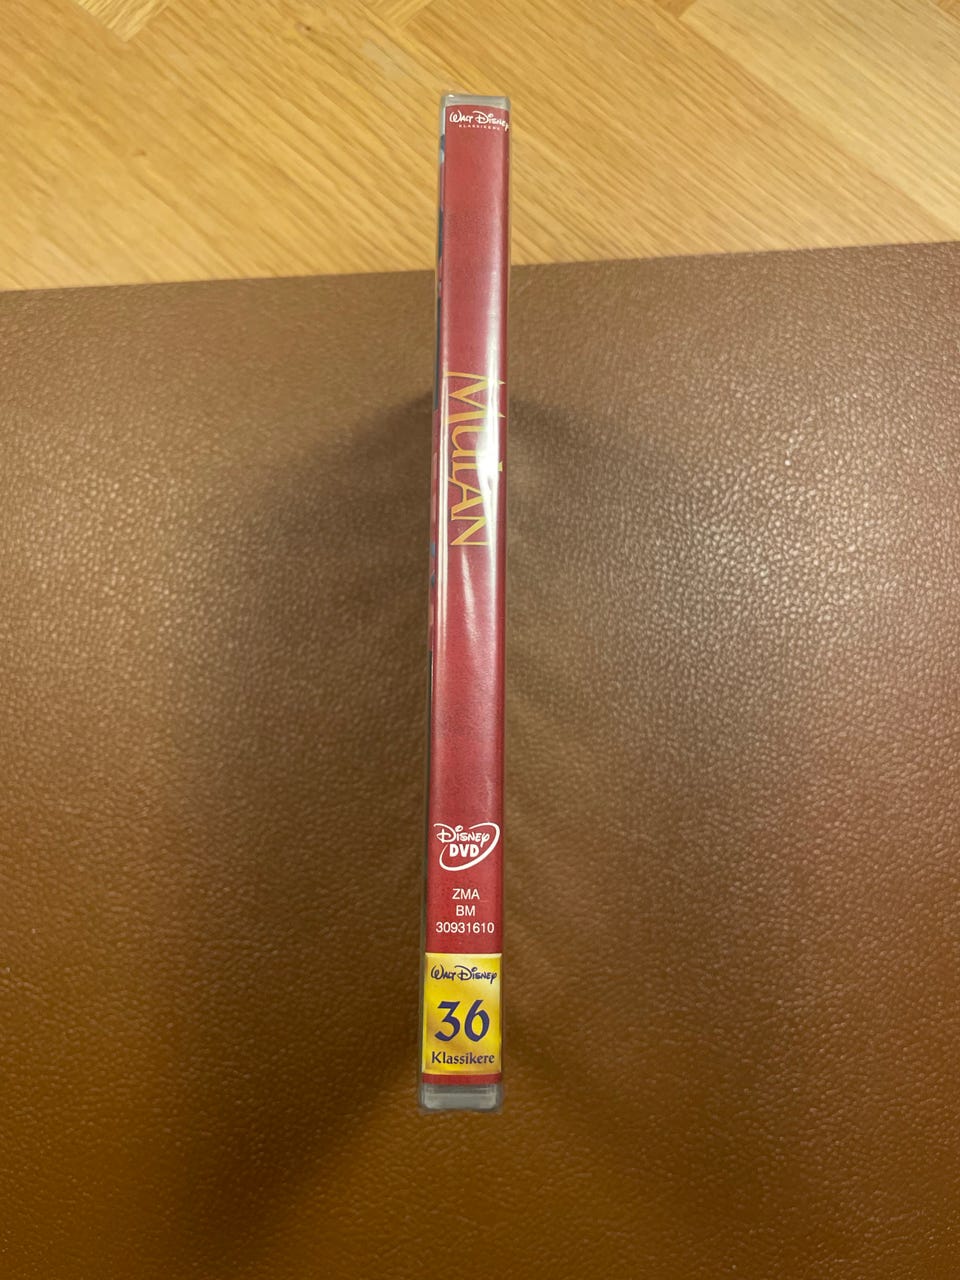 Walt Disney
KLASSIKERE
MULAN
Disney
DVD
ZMA
BM
30931610
Walt Disney
36
Klassikere